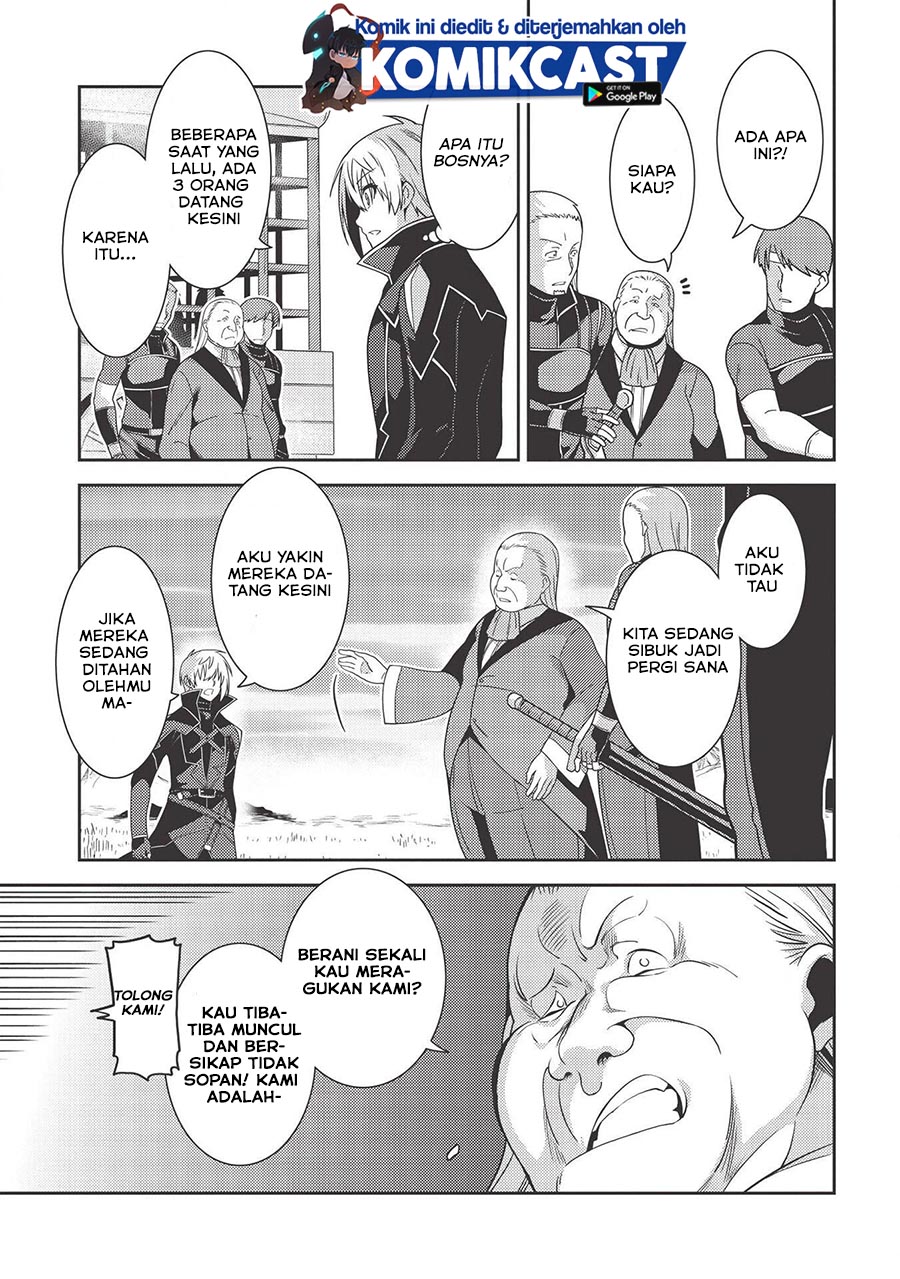 Komik ini diedit & diterjemahkan oleh
KOMIKCAST
GET IT ON
Google Play
ADA APA
INI?!
SIAPA
KAU?
APA ITU
BOSNYA?
BEBERAPA
SAAT YANG
LALU, ADA
3 ORANG
DATANG
KESINI
KARENA
ITU...
AKU
TIDAK
TAU
KITA SEDANG
SIBUK JADI
PERGI SANA
AKU YAKIN
MEREKA DA-
TANG KESINI
JIKA
MEREKA
SEDANG
DITAHAN
OLEHMU
MA-
BERANI SEKALI
KAU MERA-
GUKAN KAMI?
KAU TIBA-
TIBA MUNCUL
DAN BER-
SIKAP TIDAK
SOPAN! KAMI
ADALAH-
TOLONG
KAMI!